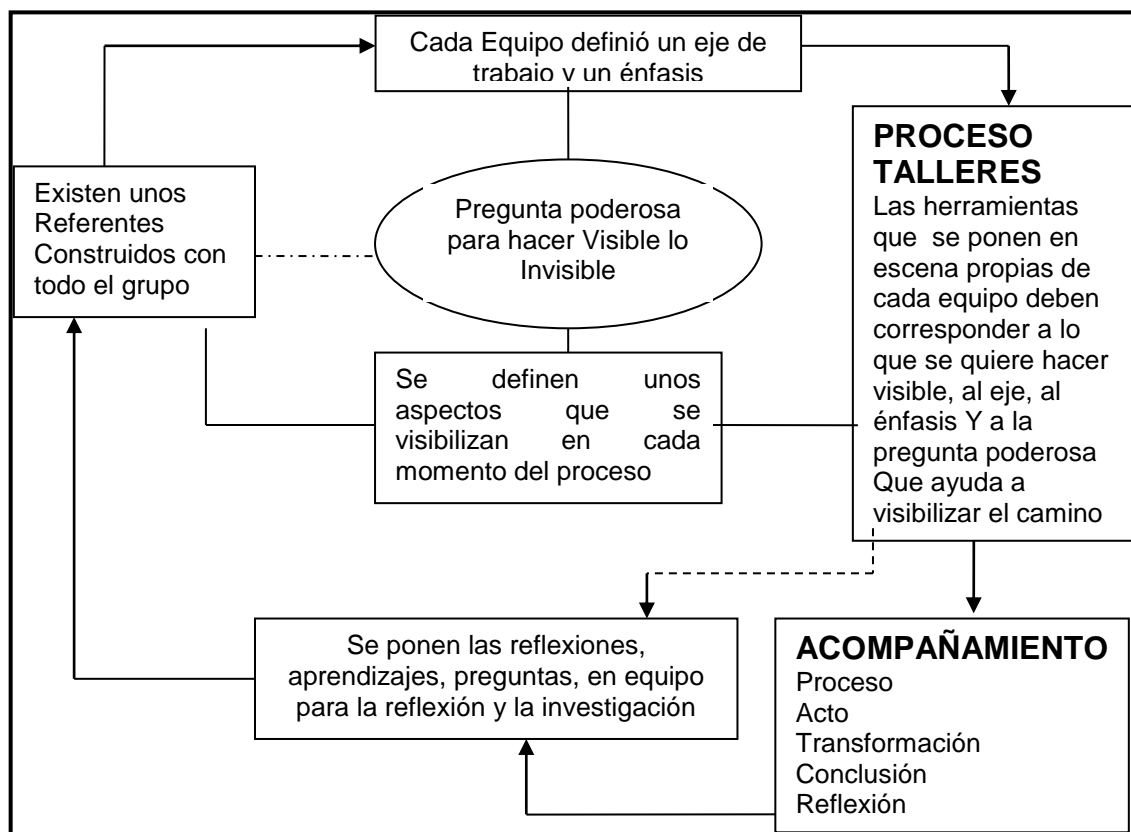 Cada Equipo definió un eje de
trabajo y un énfasis
Existen unos
Referentes
Construidos con
todo el grupo
Pregunta poderosa
para hacer Visible lo
Invisible
PROCESO
TALLERES
Las herramientas
que se ponen en
escena propias de
cada equipo deben
corresponder a lo
que se quiere hacer
visible, al eje, al
énfasis Y a la
pregunta poderosa
Que ayuda a
visibilizar el camino
Se definen unos
aspectos que se
visibilizan en cada
momento del proceso
Se ponen las reflexiones,
aprendizajes, preguntas, en equipo
para la reflexión y la investigación
ACOMPAÑAMIENTO
Proceso
Acto
Transformación
Conclusión
Reflexión